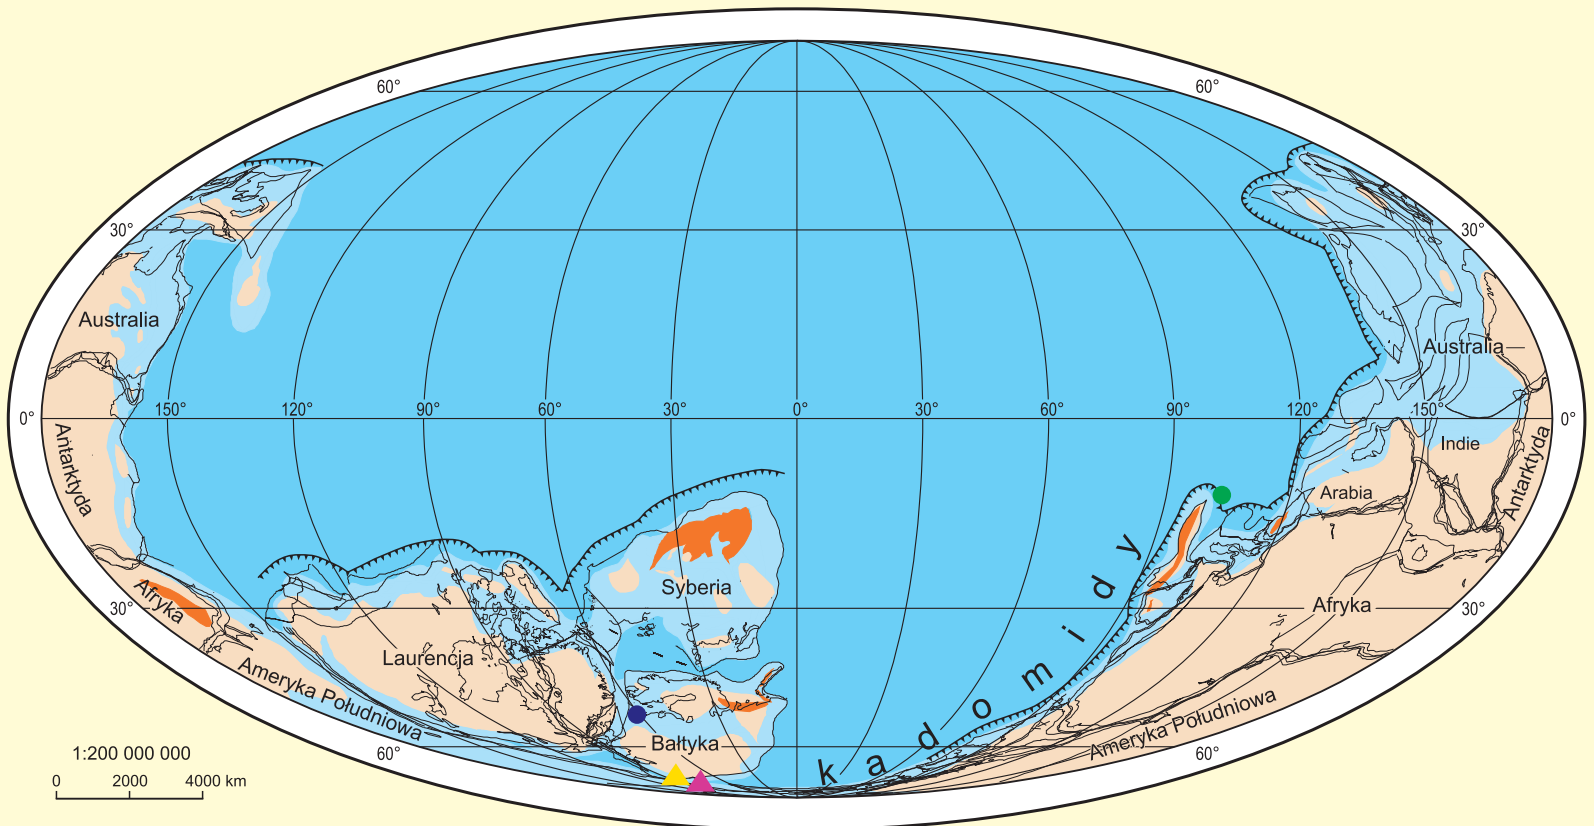 60°
60°
30°
30°
Australia
Australia
0°
150°
120°
90°
60°
30°
0°
30°
60°
90°
120°
150°
0°
Antarktyda
Indie
Arabia
Antarktyda
Syberia
Afryka
30°
Afryka
30°
Laurencja
Ameryka Południowa
Bałtyka
kadomidy
Ameryka Południowa
60°
60°
1:200 000 000
0 2000 4000 km